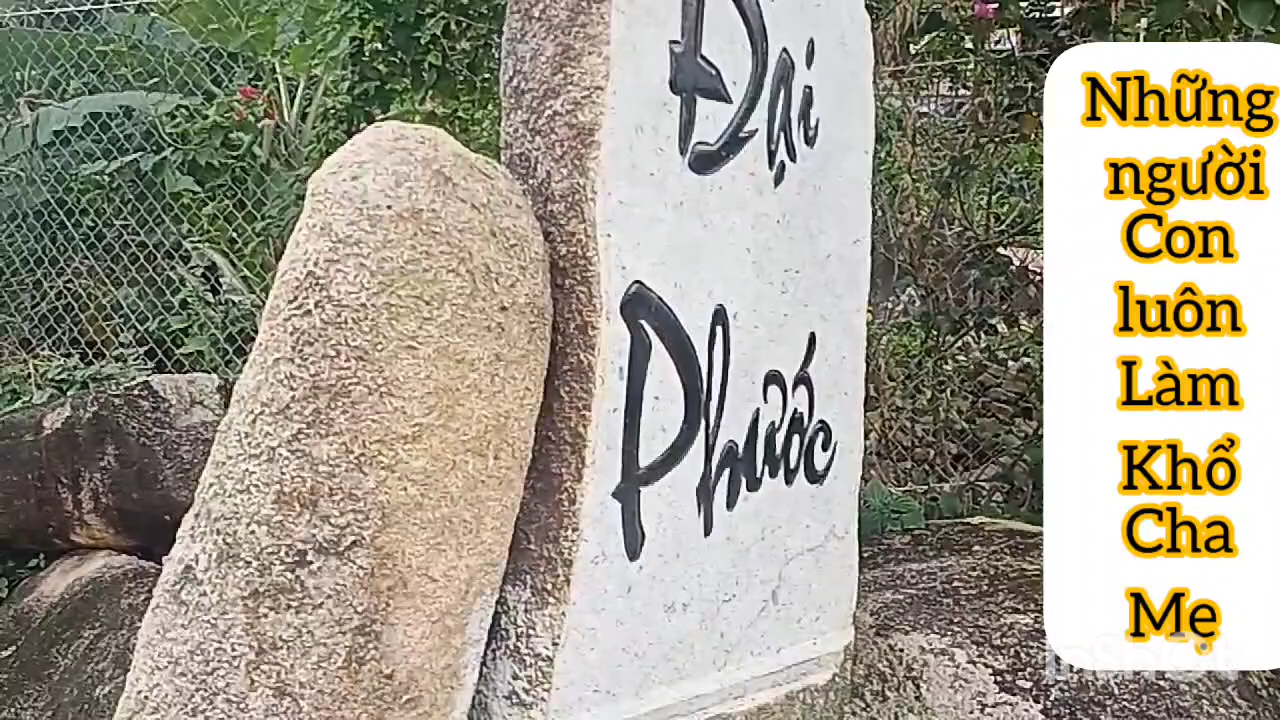 Đại
Phước
Những
người
Con
luôn
Làm
Khổ
Cha
Mẹ